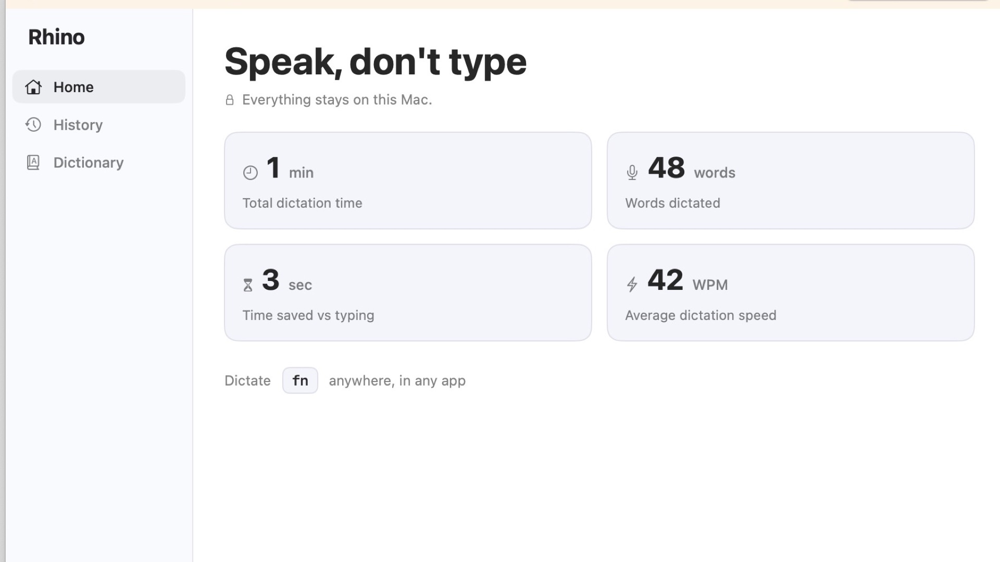 Rhino
Home
History
Dictionary
Speak, don't type
Everything stays on this Mac.
1 min
Total dictation time
48 words
Words dictated
3 sec
Time saved vs typing
42 WPM
Average dictation speed
Dictate fn anywhere, in any app